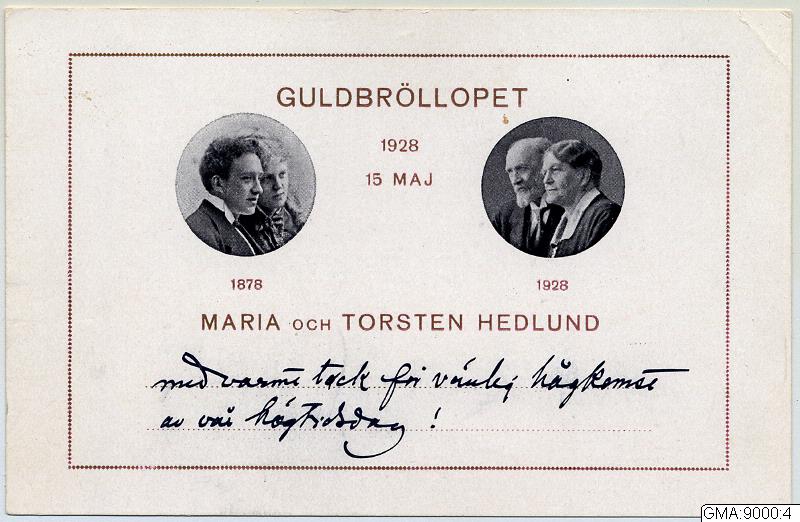 GULDBRÖLLOPET
1928
15 MAJ
1878
1928
MARIA OCH TORSTEN HEDLUND
med varmt tack för vänlig hågkomst
av vår högtidsdag!
GMA:9000:4